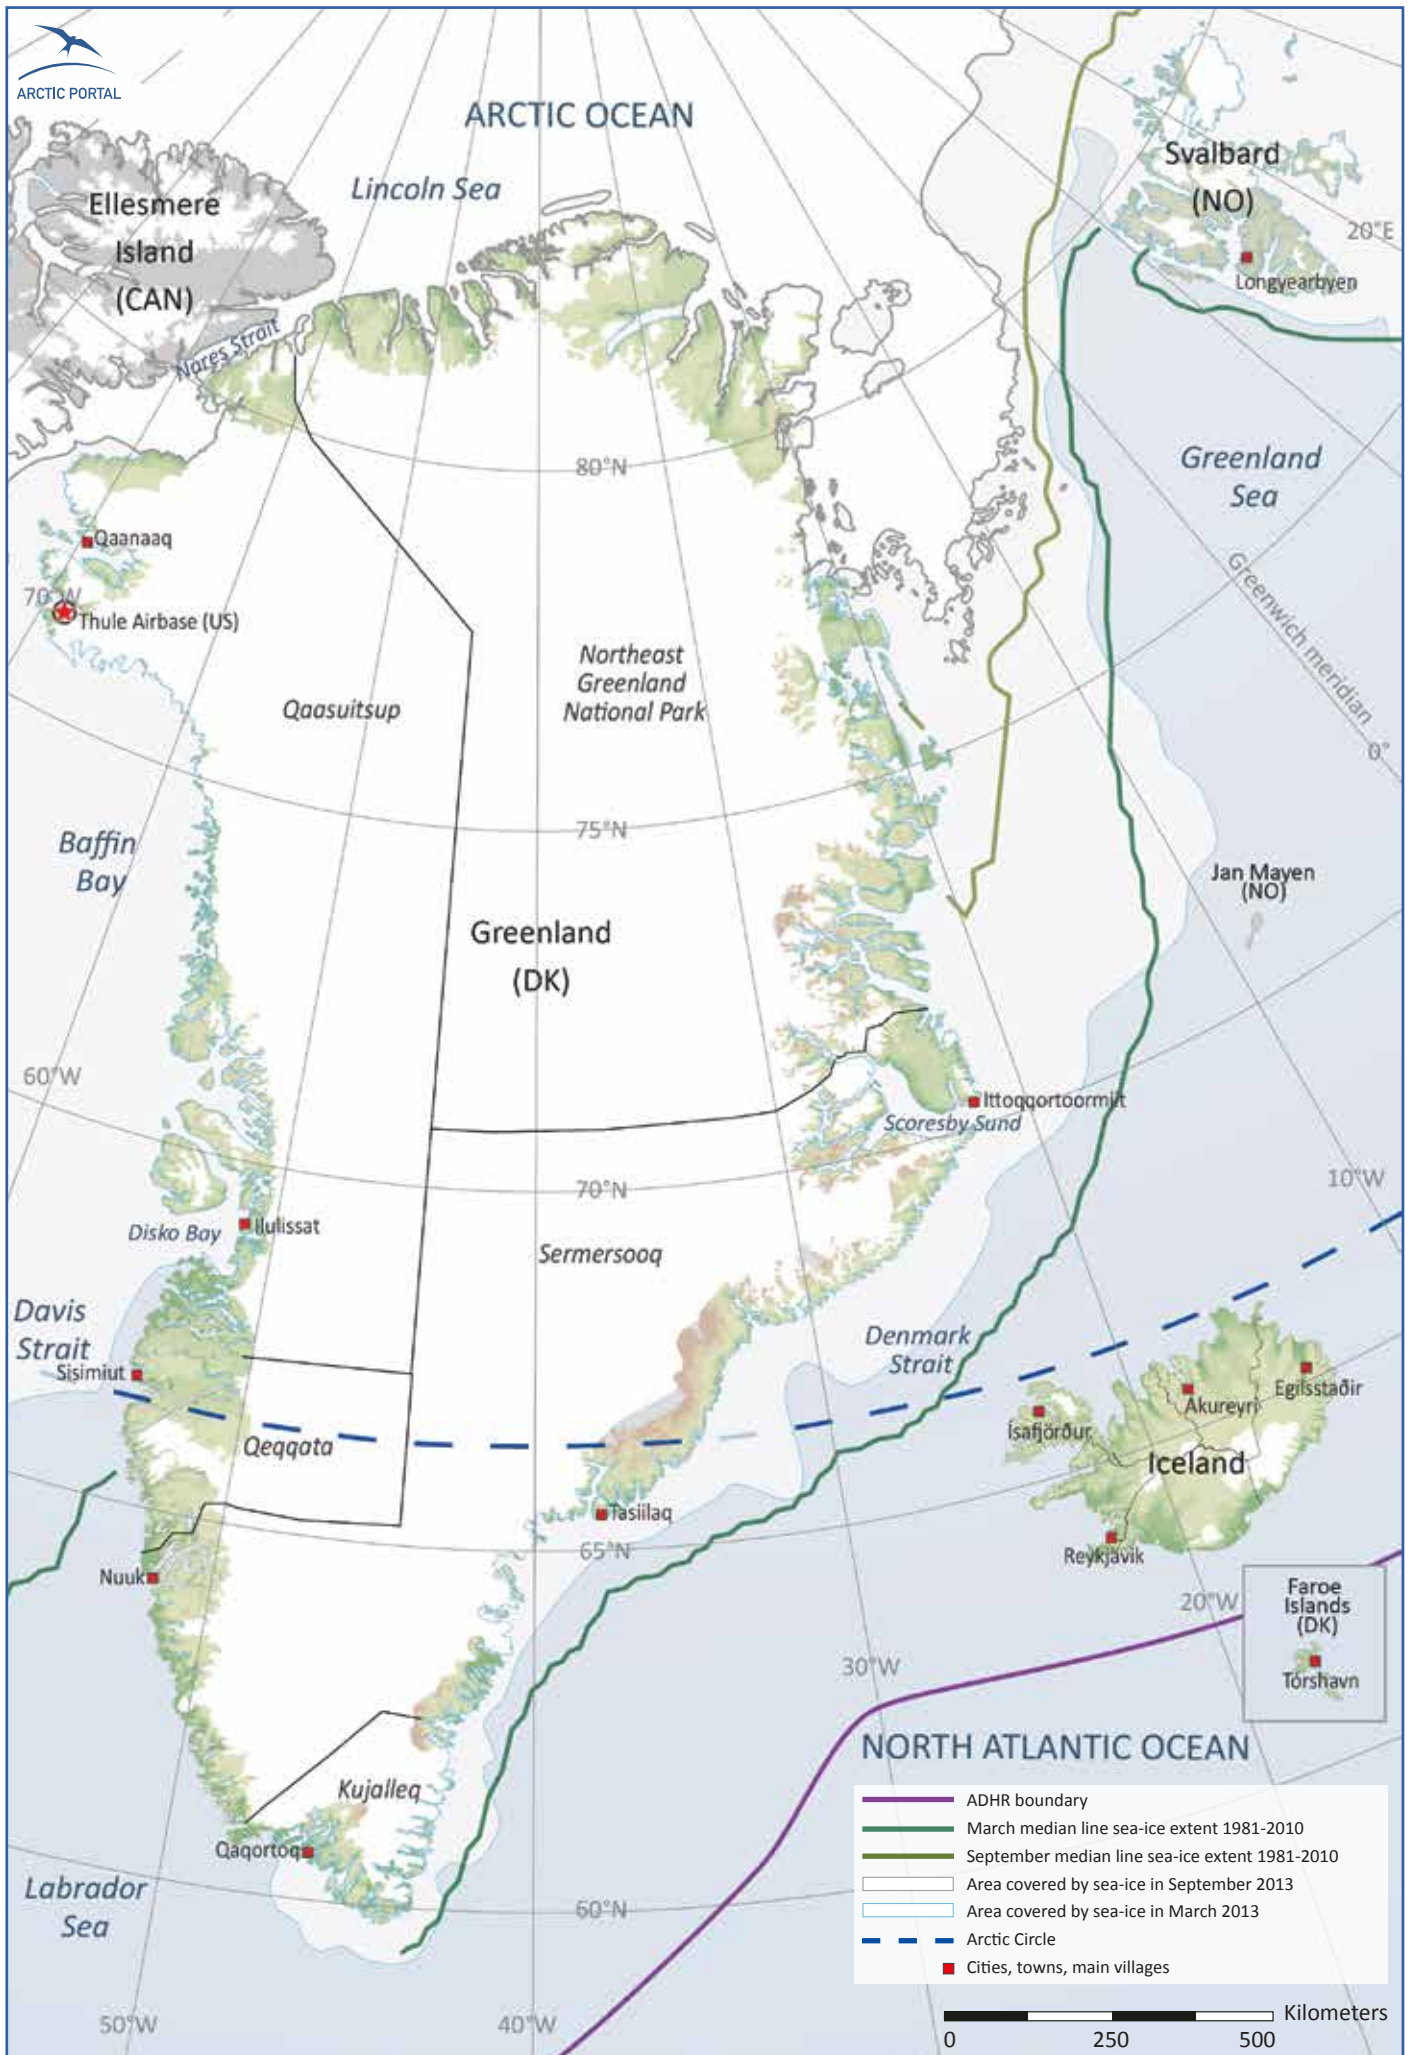 ARCTIC PORTAL
ARCTIC OCEAN
Lincoln Sea
Ellesmere
Island
(CAN)
Nares Strait
Svalbard
(NO)
20°E
Longyearbyen
Greenland
Sea
80°N
Qaanaaq
70°W
Thule Airbase (US)
Greenwich meridian
0°
Northeast
Greenland
National Park
Qaasuitsup
75°N
Baffin
Bay
Jan Mayen
(NO)
Greenland
(DK)
60°W
Ittoqqortoormiit
Scoresby Sund
70°N
10°W
Disko Bay
Ilulissat
Sermersooq
Davis
Strait
Sisimiut
Denmark
Strait
Egilsstaðir
Akureyri
Ísafjörður
Qeqqata
Iceland
Tasiilaq
65°N
Reykjavik
Nuuk
20°W
Faroe
Islands
(DK)
Tórshavn
30°W
NORTH ATLANTIC OCEAN
Kujalleq
Qaqortoq
Labrador
Sea
60°N
50°W
40°W
ADHR boundary
March median line sea-ice extent 1981-2010
September median line sea-ice extent 1981-2010
Area covered by sea-ice in September 2013
Area covered by sea-ice in March 2013
Arctic Circle
Cities, towns, main villages
Kilometers
0 250 500